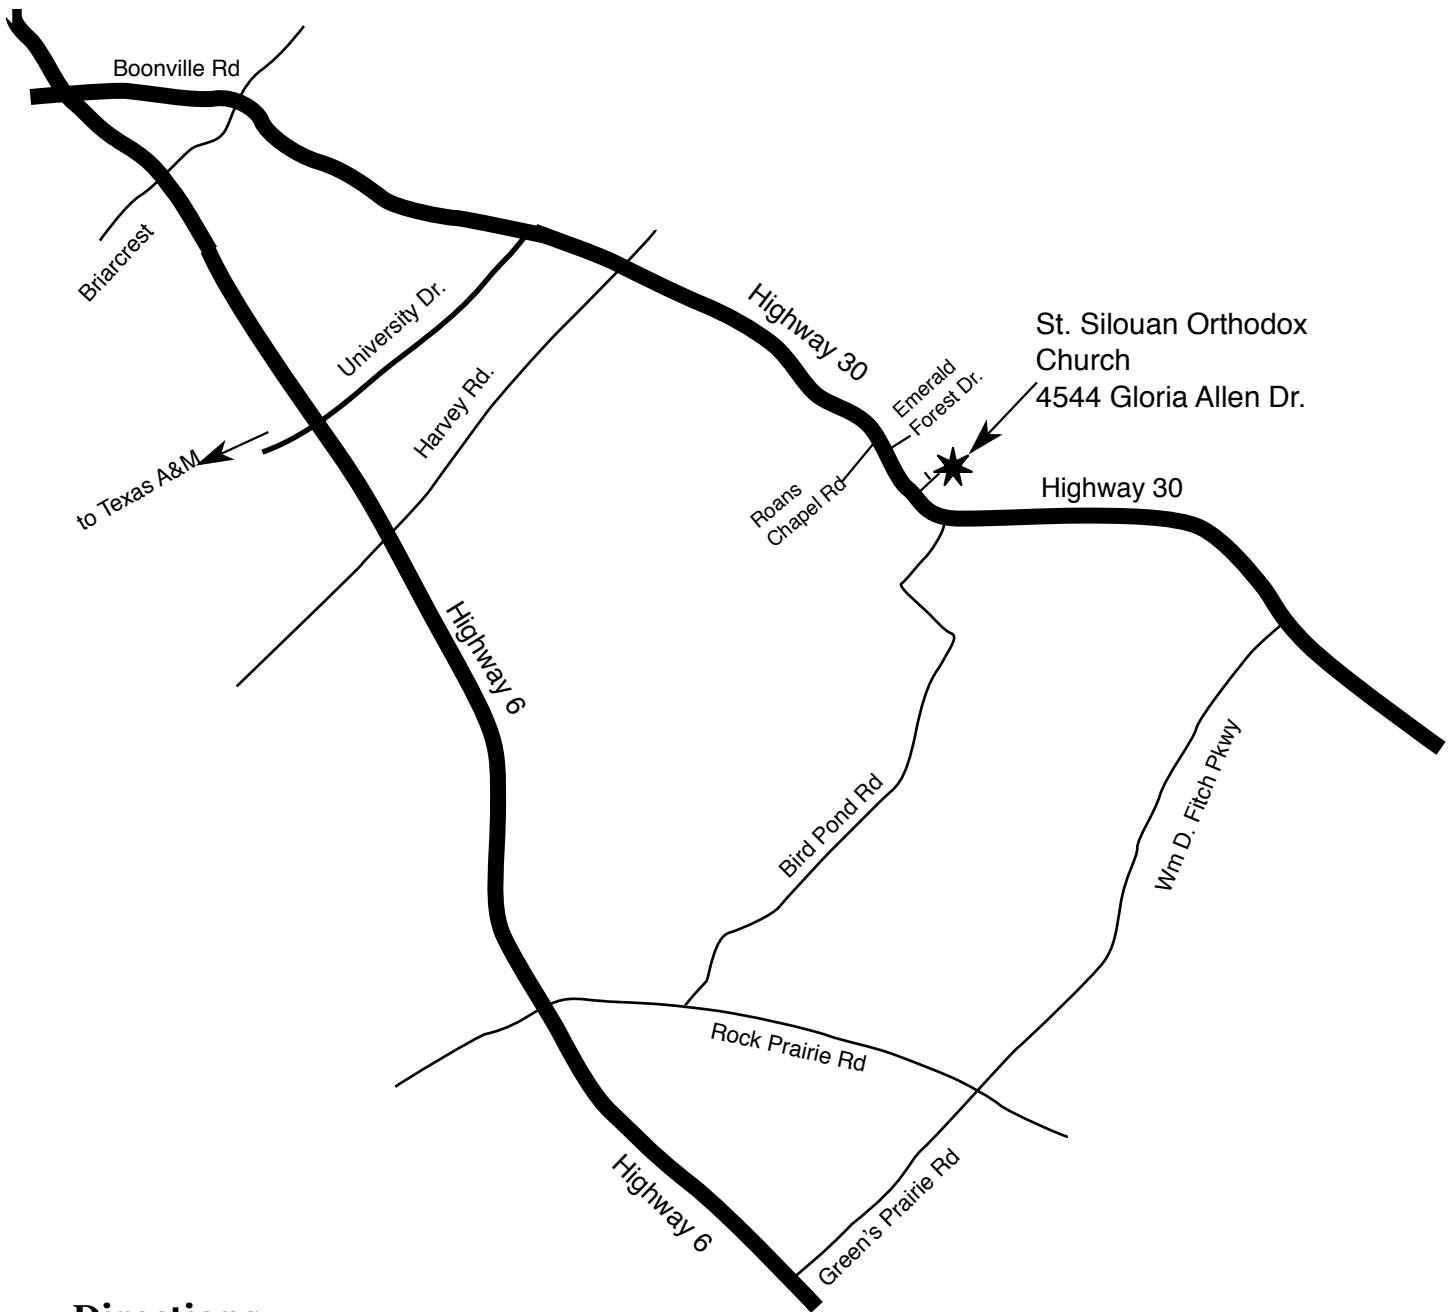 Boonville Rd
Briarcrest
University Dr.
Harvey Rd.
to Texas A&M
Highway 30
Emerald
Forest Dr.
St. Silouan Orthodox
Church
4544 Gloria Allen Dr.
Roans
Chapel Rd
Highway 30
Highway 6
Bird Pond Rd
Wm D. Fitch Pkwy
Rock Prairie Rd
Highway 6
Green's Prairie Rd
Directions